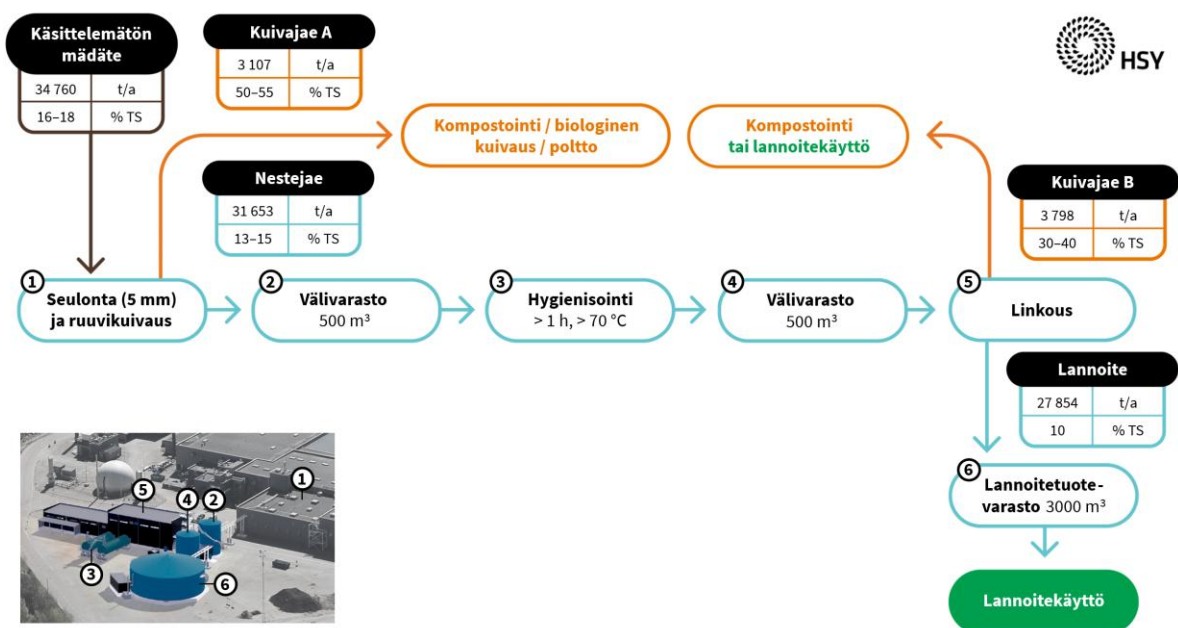 Käsittelemätön
mädäte
34 760 t/a
16–18 % TS
Kuivajae A
3 107 t/a
50–55 % TS
HSY
Kompostointi / biologinen
kuivaus / poltto
Kompostointi
tai lannoitekäyttö
Nestejae
31 653 t/a
13–15 % TS
Kuivajae B
3 798 t/a
30–40 % TS
1
Seulonta (5 mm)
ja ruuvikuivaus
2
Välivarasto
500 m³
3
Hygienisointi
> 1 h, > 70 °C
4
Välivarasto
500 m³
5
Linkous
Lannoite
27 854 t/a
10 % TS
6
Lannoitetuote-
varasto 3000 m³
Lannoitekäyttö
1
5
4
2
3
6